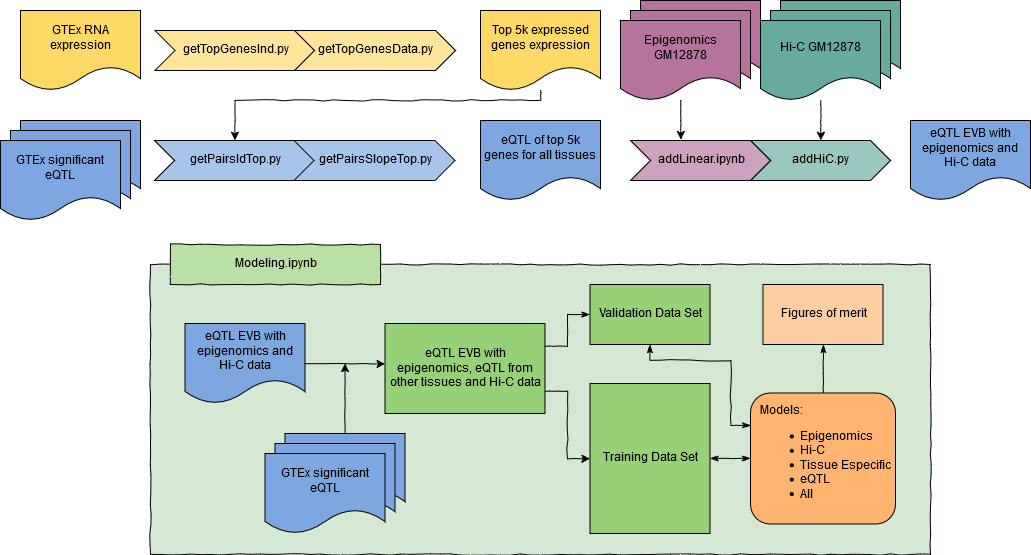 GTEx RNA
expression
getTopGenesInd.py
getTopGenesData.py
Top 5k expressed
genes expression
Epigenomics
GM12878
Hi-C GM12878
GTEx significant
eQTL
getPairsIdTop.py
getPairsSlopeTop.py
eQTL of top 5k
genes for all tissues
addLinear.ipynb
addHiC.py
eQTL EVB with
epigenomics and
Hi-C data
Modeling.ipynb
eQTL EVB with
epigenomics and
Hi-C data
GTEx significant
eQTL
eQTL EVB with
epigenomics, eQTL from
other tissues and Hi-C data
Validation Data Set
Training Data Set
Figures of merit
Models:
• Epigenomics
• Hi-C
• Tissue Especific
• eQTL
• All